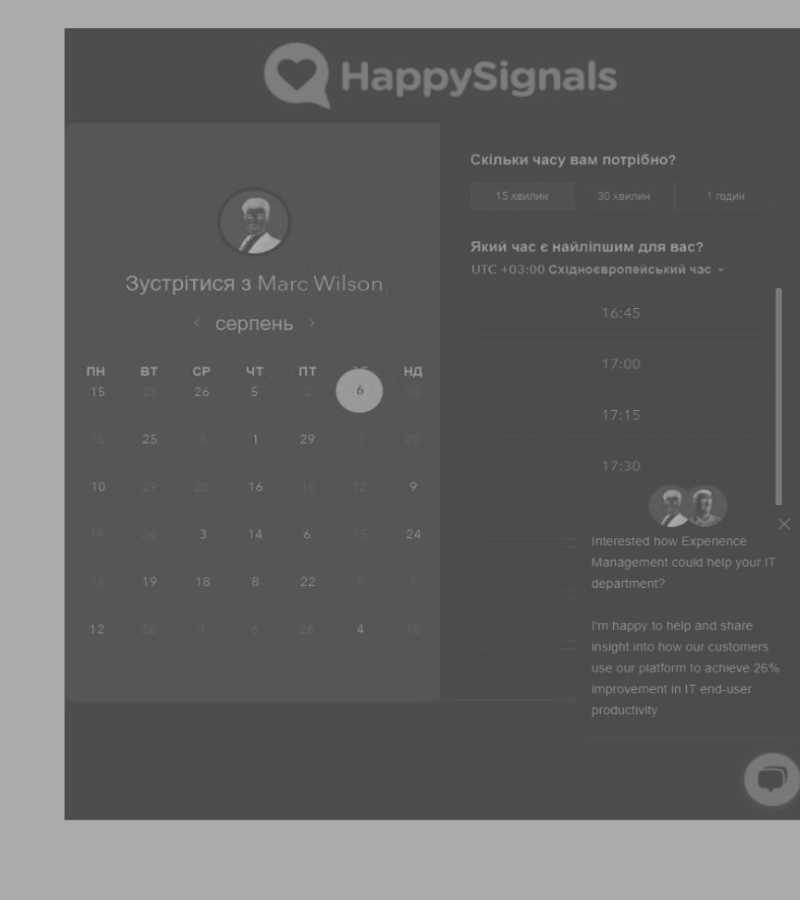 HappySignals
Зустрітися з Marc Wilson
серпень
ПН ВТ СР ЧТ ПТ НД
15 25 26 5 2 6 30
15 25 8 1 29 3 20
10 29 28 16 16 12 9
19 26 3 14 6 15 24
16 19 18 8 22 9 7
12 28 4 6 26 4 18
Скільки часу вам потрібно?
15 хвилин 30 хвилин 1 годин
Який час є найліпшим для вас?
UTC +03:00 Східноєвропейський час
16:45
17:00
17:15
17:30
Interested how Experience
Management could help your IT
department?
I'm happy to help and share
insight into how our customers
use our platform to achieve 26%
improvement in IT end-user
productivity.